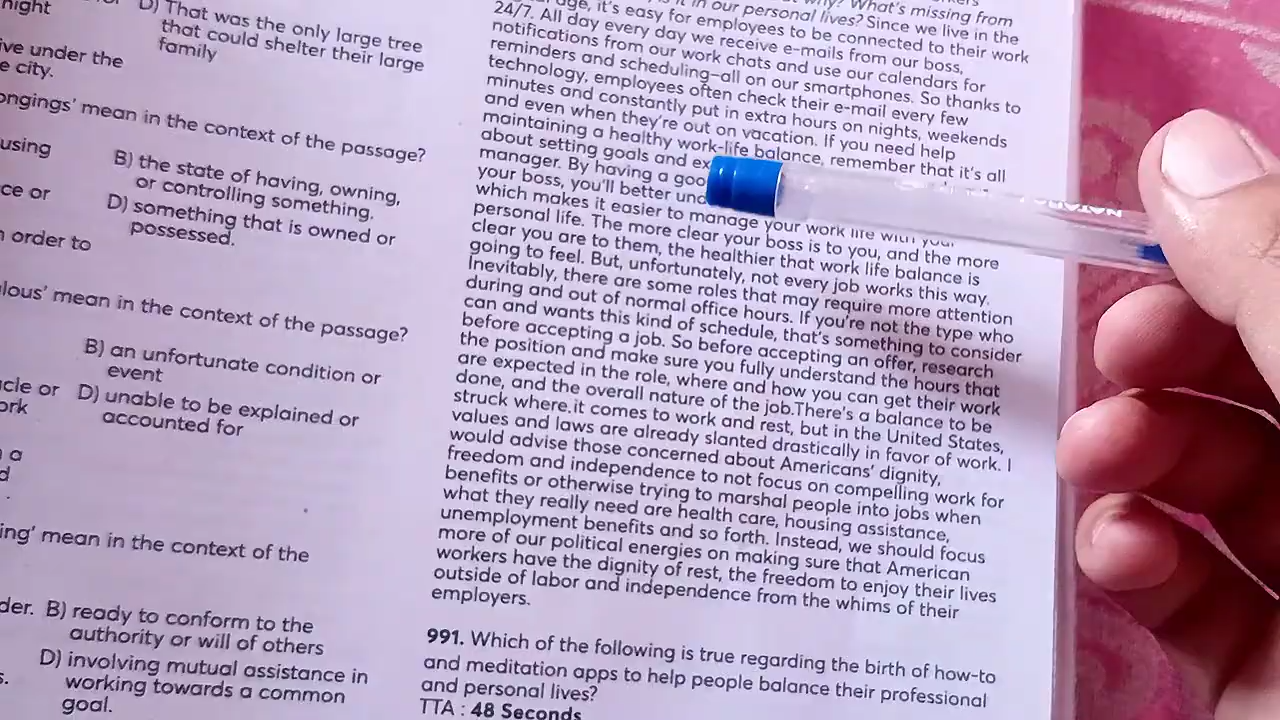 night
D) That was the only large tree
that could shelter their large
family
ive under the
e city.
ongings' mean in the context of the passage?
using
B) the state of having, owning,
or controlling something.
ce or
D) something that is owned or
possessed.
n order to
lous' mean in the context of the passage?
B) an unfortunate condition or
event
cle or
D) unable to be explained or
ork
accounted for
a
d
ing' mean in the context of the
der. B) ready to conform to the
authority or will of others
s.
D) involving mutual assistance in
working towards a common
goal.
in our personal lives? Since we live in the
age, it's easy for employees to be connected to their work
24/7. All day every day we receive e-mails from our boss,
notifications from our work chats and use our calendars for
reminders and scheduling–all on our smartphones. So thanks to
technology, employees often check their e-mail every few
minutes and constantly put in extra hours on nights, weekends
and even when they're out on vacation. If you need help
maintaining a healthy work-life balance, remember that it's all
about setting goals and ex
manager. By having a goo
your boss, you'll better und
which makes it easier to manage your work life with your
personal life. The more clear your boss is to you, and the more
clear you are to them, the healthier that work life balance is
going to feel. But, unfortunately, not every job works this way.
Inevitably, there are some roles that may require more attention
during and out of normal office hours. If you're not the type who
can and wants this kind of schedule, that's something to consider
before accepting a job. So before accepting an offer, research
the position and make sure you fully understand the hours that
are expected in the role, where and how you can get their work
done, and the overall nature of the job.There's a balance to be
struck where.it comes to work and rest, but in the United States,
values and laws are already slanted drastically in favor of work. I
would advise those concerned about Americans' dignity,
freedom and independence to not focus on compelling work for
benefits or otherwise trying to marshal people into jobs when
what they really need are health care, housing assistance,
unemployment benefits and so forth. Instead, we should focus
more of our political energies on making sure that American
workers have the dignity of rest, the freedom to enjoy their lives
outside of labor and independence from the whims of their
employers.
991. Which of the following is true regarding the birth of how-to
and meditation apps to help people balance their professional
and personal lives?
TTA : 48 Seconds